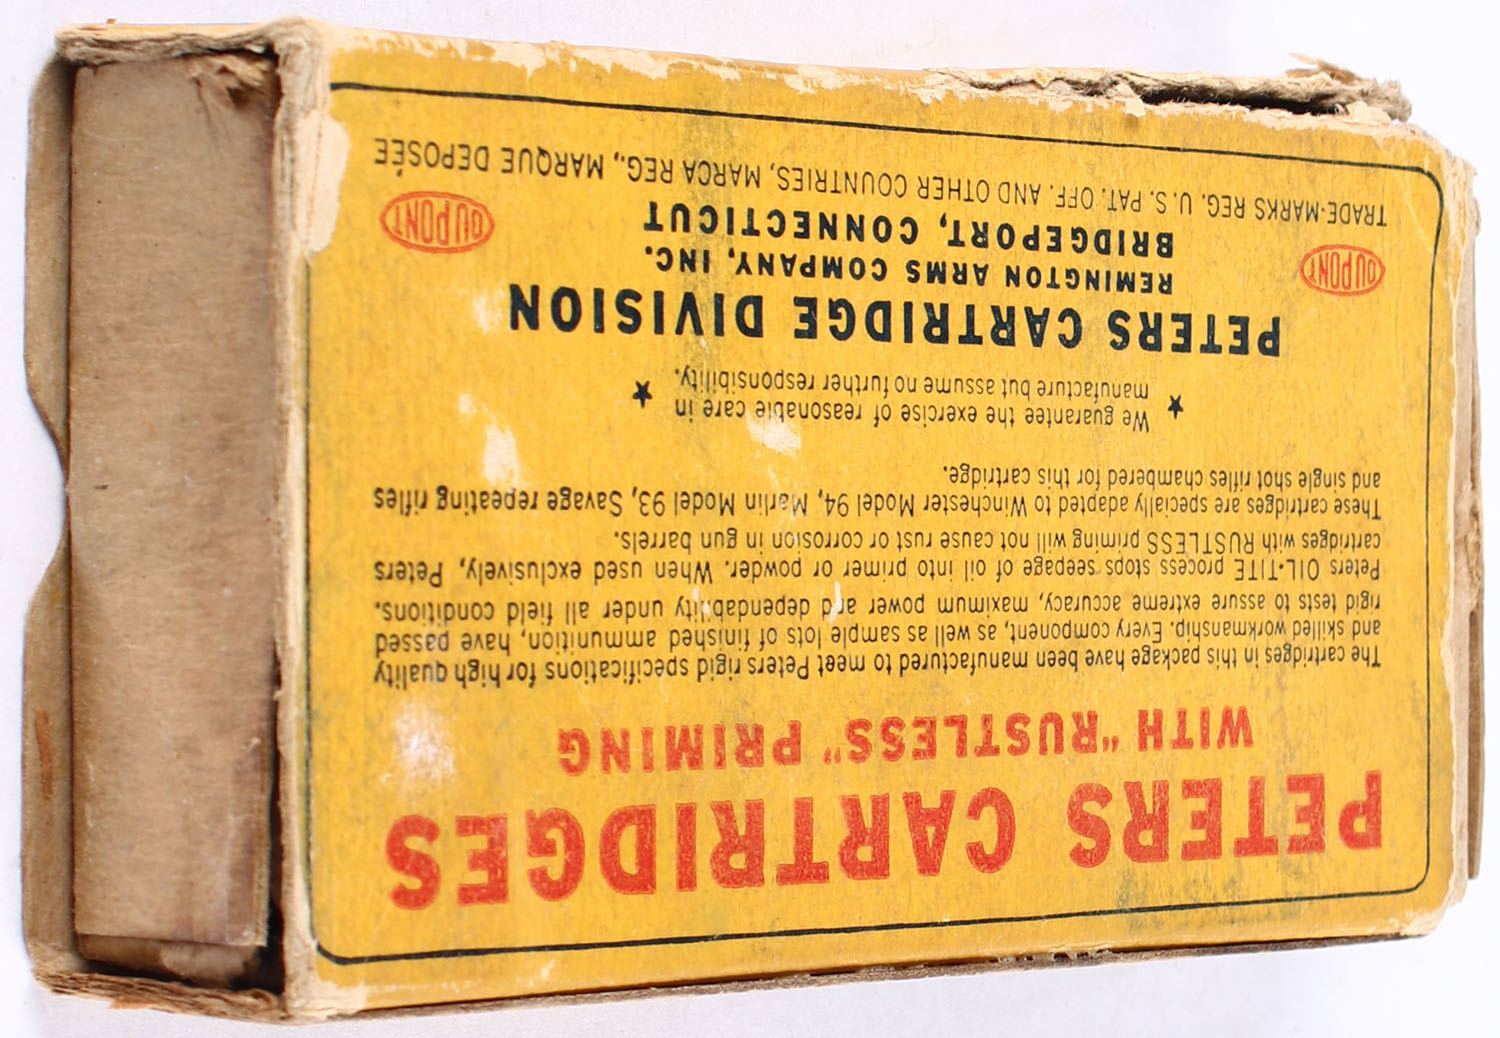 PETERS CARTRIDGES
WITH "RUSTLESS" PRIMING
The cartridges in this package have been manufactured to meet Peters rigid specifications for high quality
and skilled workmanship. Every component, as well as sample lots of finished ammunition, have passed
rigid tests to assure extreme accuracy, maximum power and dependability under all field conditions.
Peters OIL•TITE process stops seepage of oil into primer or powder. When used exclusively, Peters
cartridges with RUSTLESS priming will not cause rust or corrosion in gun barrels.
These cartridges are specially adapted to Winchester Model 94, Marlin Model 93, Savage repeating rifles
and single shot rifles chambered for this cartridge.
★ We guarantee the exercise of reasonable care in ★
manufacture but assume no further responsibility.
PETERS CARTRIDGE DIVISION
REMINGTON ARMS COMPANY, INC.
BRIDGEPORT, CONNECTICUT
DU PONT
DU PONT
TRADE-MARKS REG. U. S. PAT. OFF. AND OTHER COUNTRIES, MARCA REG., MARQUE DEPOSÉE